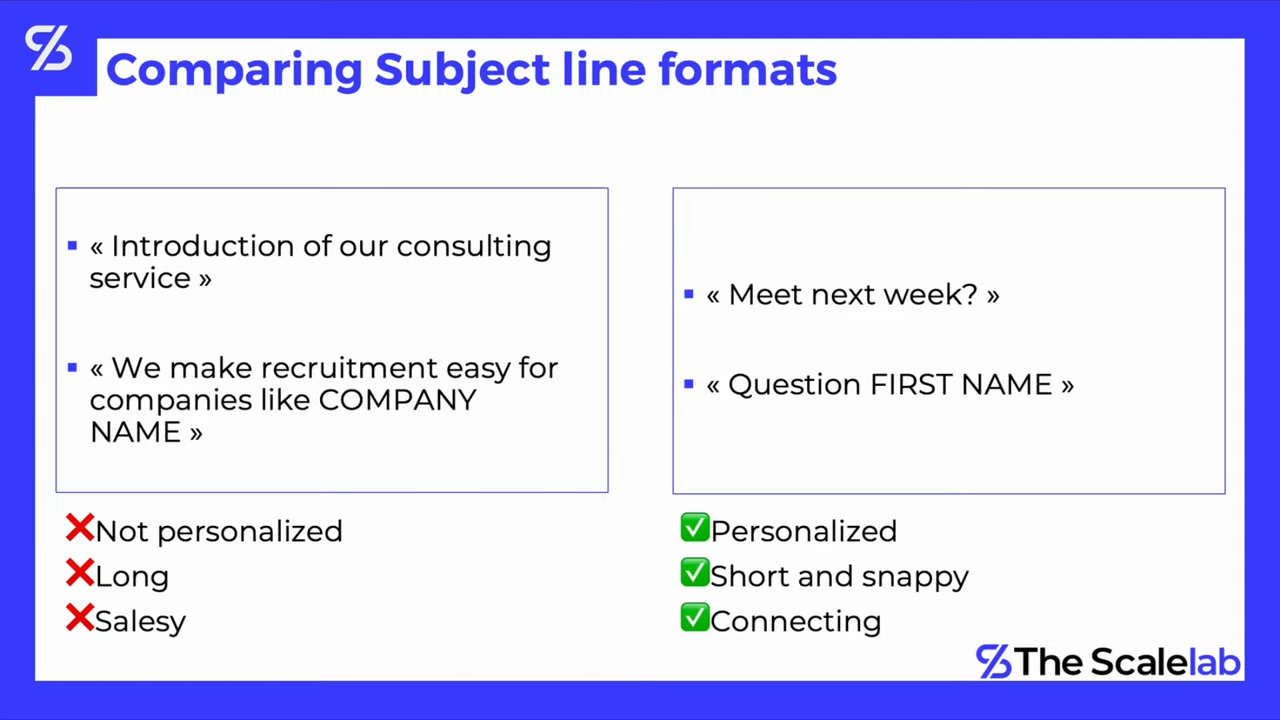 Comparing Subject line formats
« Introduction of our consulting
service »
« We make recruitment easy for
companies like COMPANY
NAME »
❌Not personalized
❌Long
❌Salesy
« Meet next week? »
« Question FIRST NAME »
✅Personalized
✅Short and snappy
✅Connecting
The Scalelab